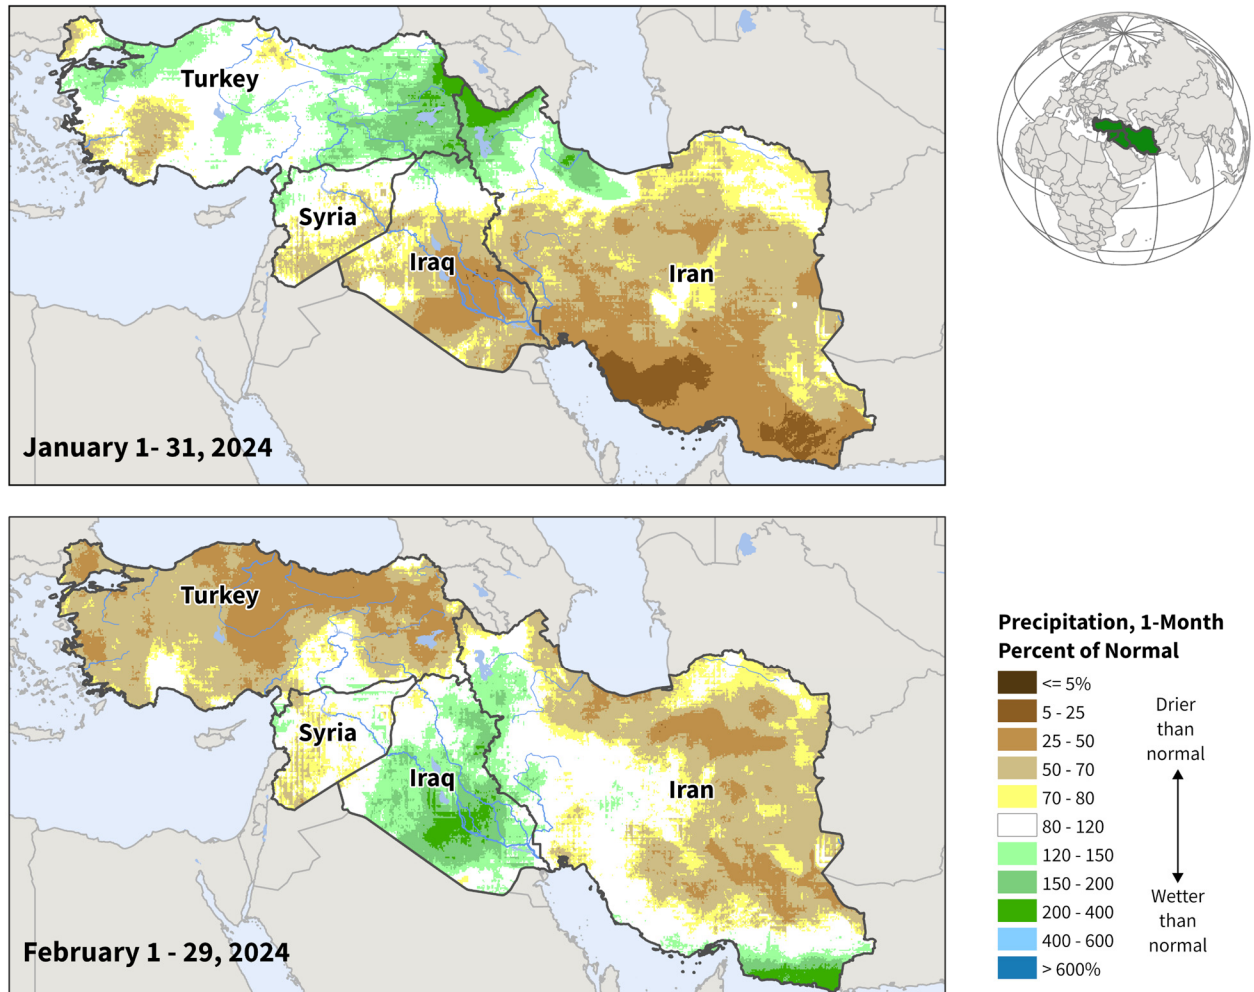 Turkey
Syria
Iraq
Iran
January 1- 31, 2024
Turkey
Syria
Iraq
Iran
February 1 - 29, 2024
Precipitation, 1-Month
Percent of Normal
<= 5%
5 - 25
25 - 50
50 - 70
70 - 80
80 - 120
120 - 150
150 - 200
200 - 400
400 - 600
> 600%
Drier
than
normal
Wetter
than
normal